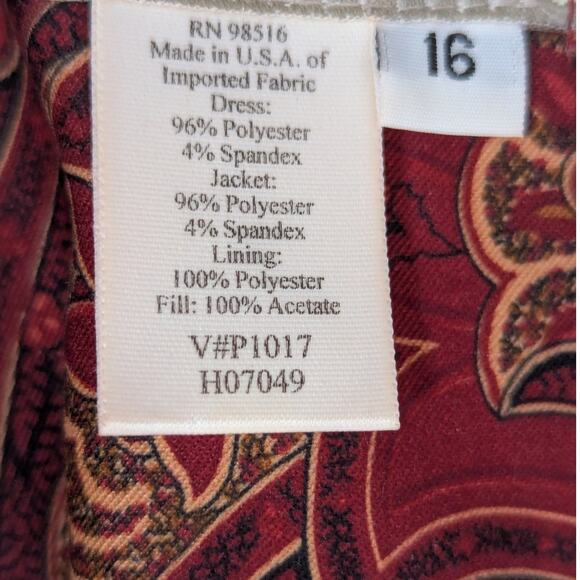 RN 98516
Made in U.S.A. of
Imported Fabric
Dress:
96% Polyester
4% Spandex
Jacket:
96% Polyester
4% Spandex
Lining:
100% Polyester
Fill: 100% Acetate
V#P1017
H07049
16